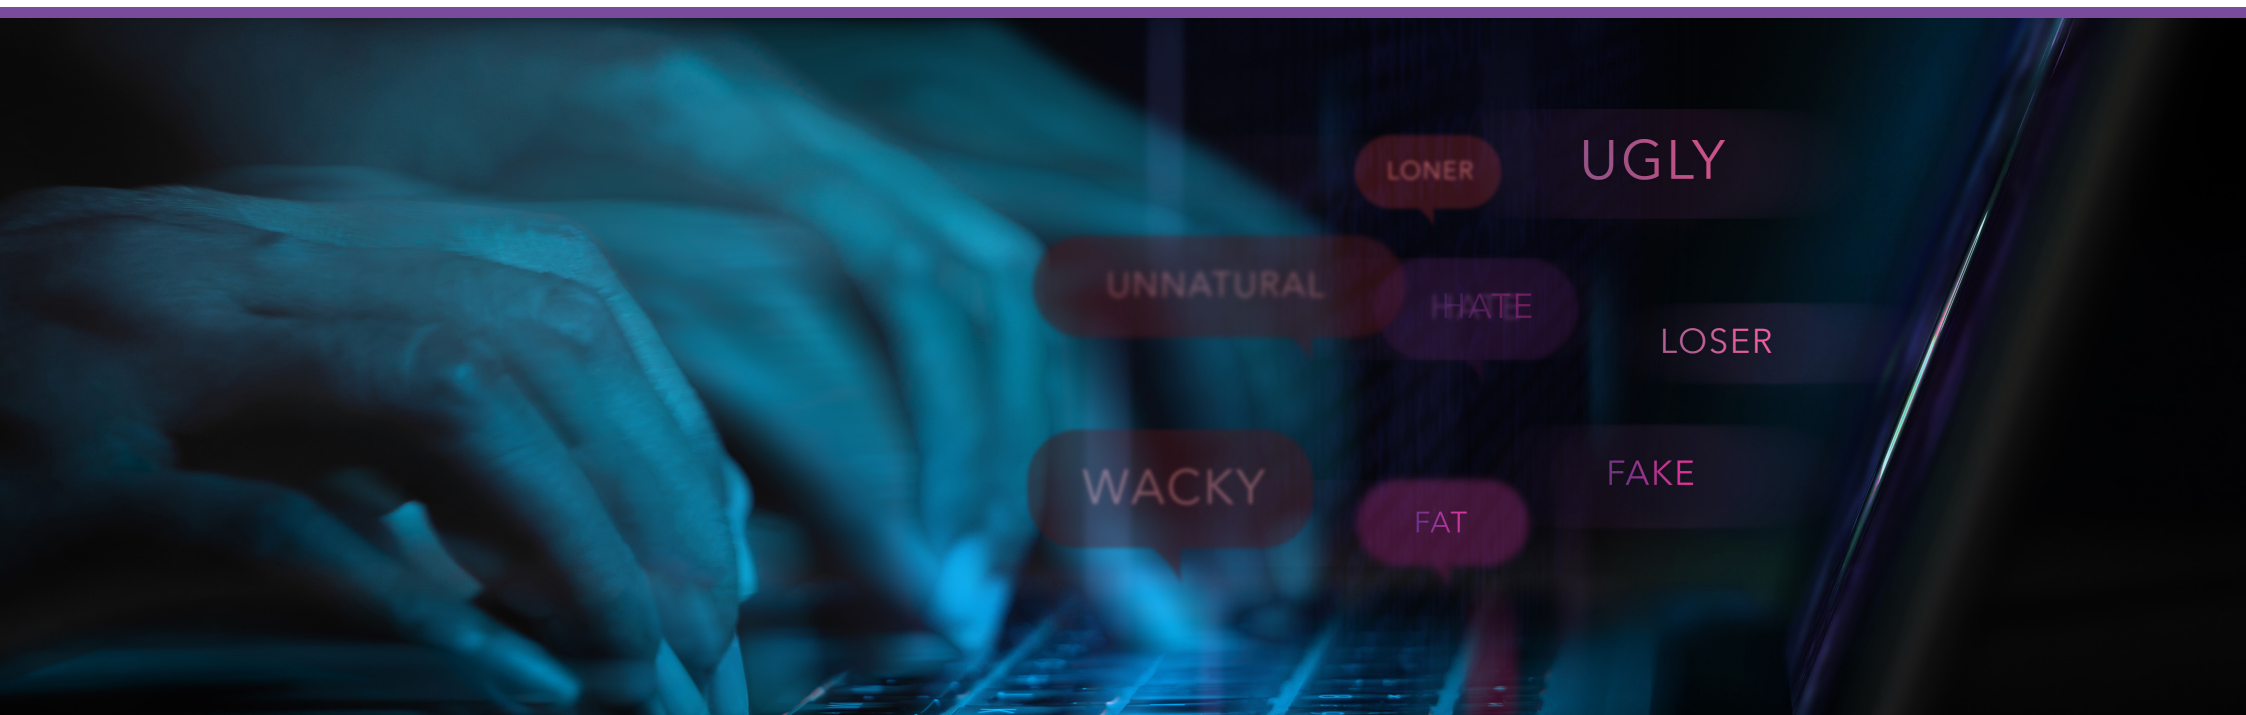 LONER
UGLY
UNNATURAL
HATE
LOSER
WACKY
FAKE
FAT